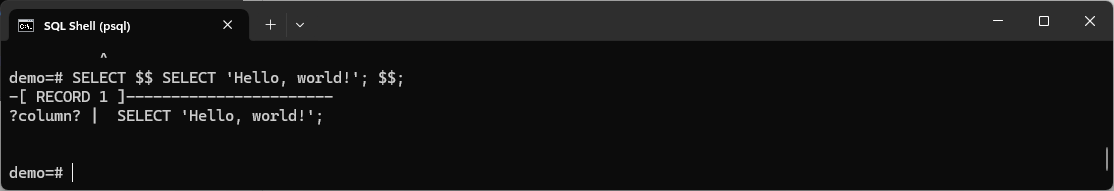 SQL Shell (psql)
^
demo=# SELECT $$ SELECT 'Hello, world!'; $$;
-[ RECORD 1 ]-----------------------
?column? |  SELECT 'Hello, world!';
demo=#